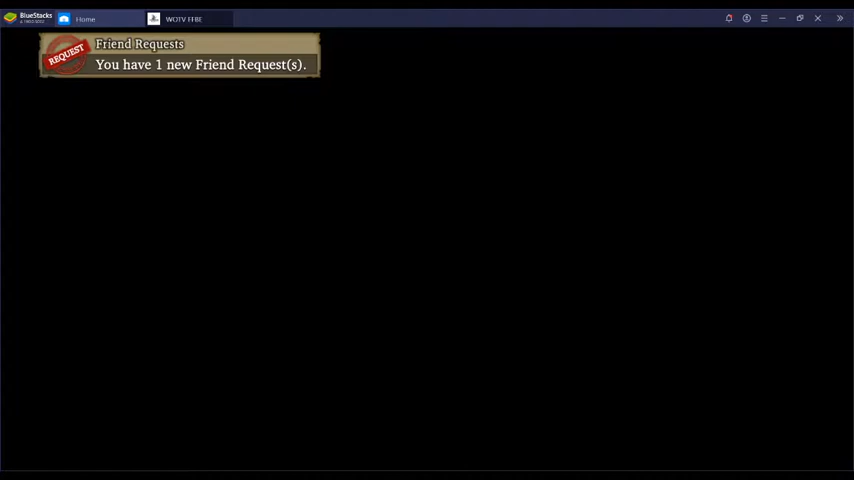 BlueStacks
Home
WOTV FFBE
Friend Requests
REQUEST
You have 1 new Friend Request(s).